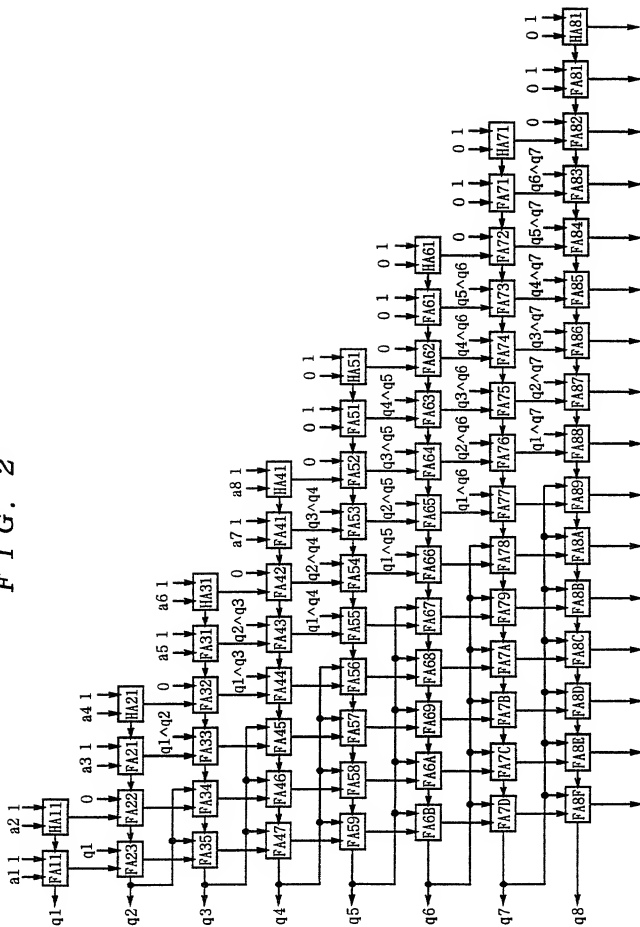 F I G. 2
a1 1 a2 1
FA11 HA11
q1
q1 0 a3 1 a4 1
FA23 FA22 FA21 HA21
q2
q1^q2 0 a5 1 a6 1
FA35 FA34 FA33 FA32 FA31 HA31
q3
q1^q3 q2^q3 0 a7 1 a8 1
FA47 FA46 FA45 FA44 FA43 FA42 FA41 HA41
q4
q1^q4 q2^q4 q3^q4 0 0 1 0 1
FA59 FA58 FA57 FA56 FA55 FA54 FA53 FA52 FA51 HA51
q5
q1^q5 q2^q5 q3^q5 q4^q5 0 0 1 0 1
FA6B FA6A FA69 FA68 FA67 FA66 FA65 FA64 FA63 FA62 FA61 HA61
q6
q1^q6 q2^q6 q3^q6 q4^q6 q5^q6 0 0 1 0 1
FA7D FA7C FA7B FA7A FA79 FA78 FA77 FA76 FA75 FA74 FA73 FA72 FA71 HA71
q7
q1^q7 q2^q7 q3^q7 q4^q7 q5^q7 q6^q7 0 0 1 0 1
FA8F FA8E FA8D FA8C FA8B FA8A FA89 FA88 FA87 FA86 FA85 FA84 FA83 FA82 FA81 HA81
q8